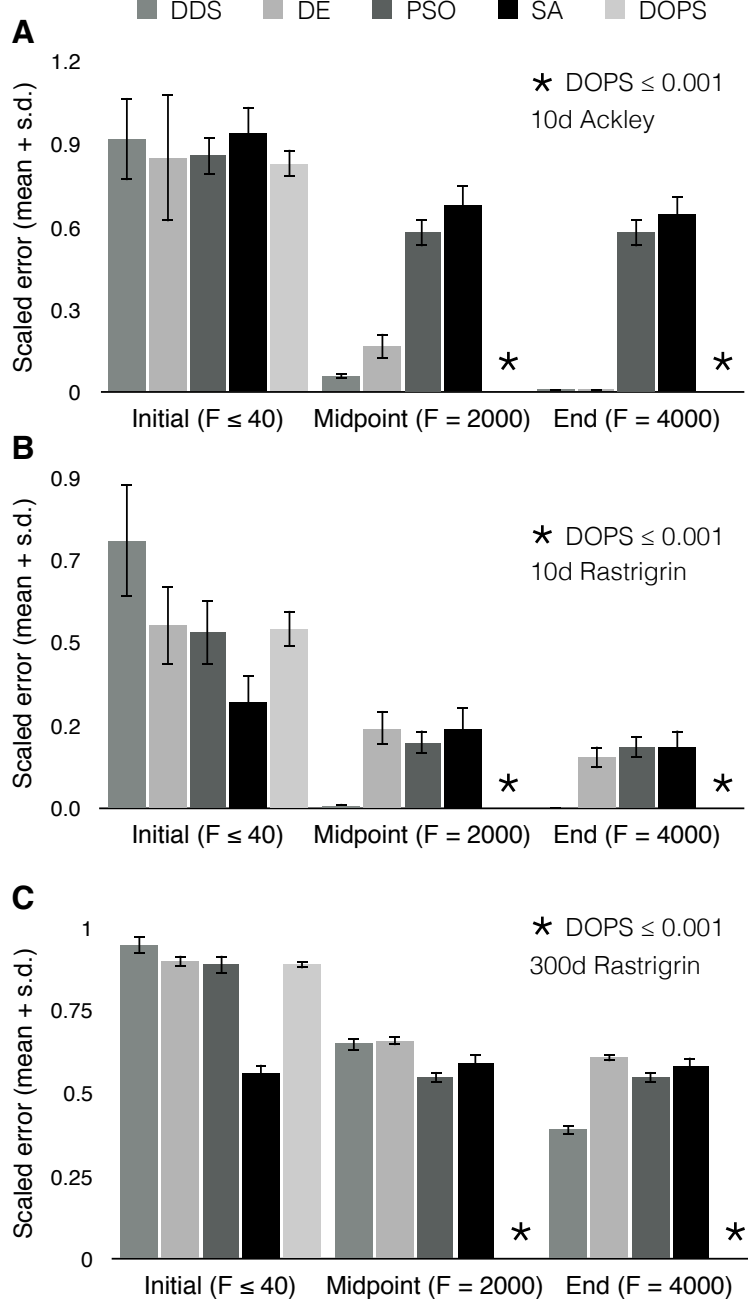 DDS DE PSO SA DOPS
A
Scaled error (mean + s.d.)
1.2
0.9
0.6
0.3
0
* DOPS ≤ 0.001
10d Ackley
*
*
Initial (F ≤ 40) Midpoint (F = 2000) End (F = 4000)
B
Scaled error (mean + s.d.)
0.9
0.7
0.5
0.2
0.0
* DOPS ≤ 0.001
10d Rastrigrin
*
*
Initial (F ≤ 40) Midpoint (F = 2000) End (F = 4000)
C
Scaled error (mean + s.d.)
1
0.75
0.5
0.25
0
* DOPS ≤ 0.001
300d Rastrigrin
*
*
Initial (F ≤ 40) Midpoint (F = 2000) End (F = 4000)